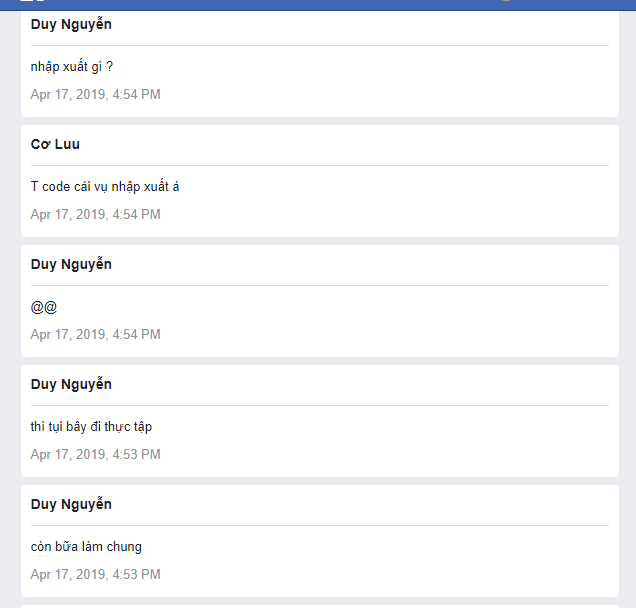 Duy Nguyễn
nhập xuất gì ?
Apr 17, 2019, 4:54 PM
Cơ Luu
T code cái vụ nhập xuất á
Apr 17, 2019, 4:54 PM
Duy Nguyễn
@@
Apr 17, 2019, 4:54 PM
Duy Nguyễn
thì tụi bây đi thực tập
Apr 17, 2019, 4:53 PM
Duy Nguyễn
còn bữa làm chung
Apr 17, 2019, 4:53 PM